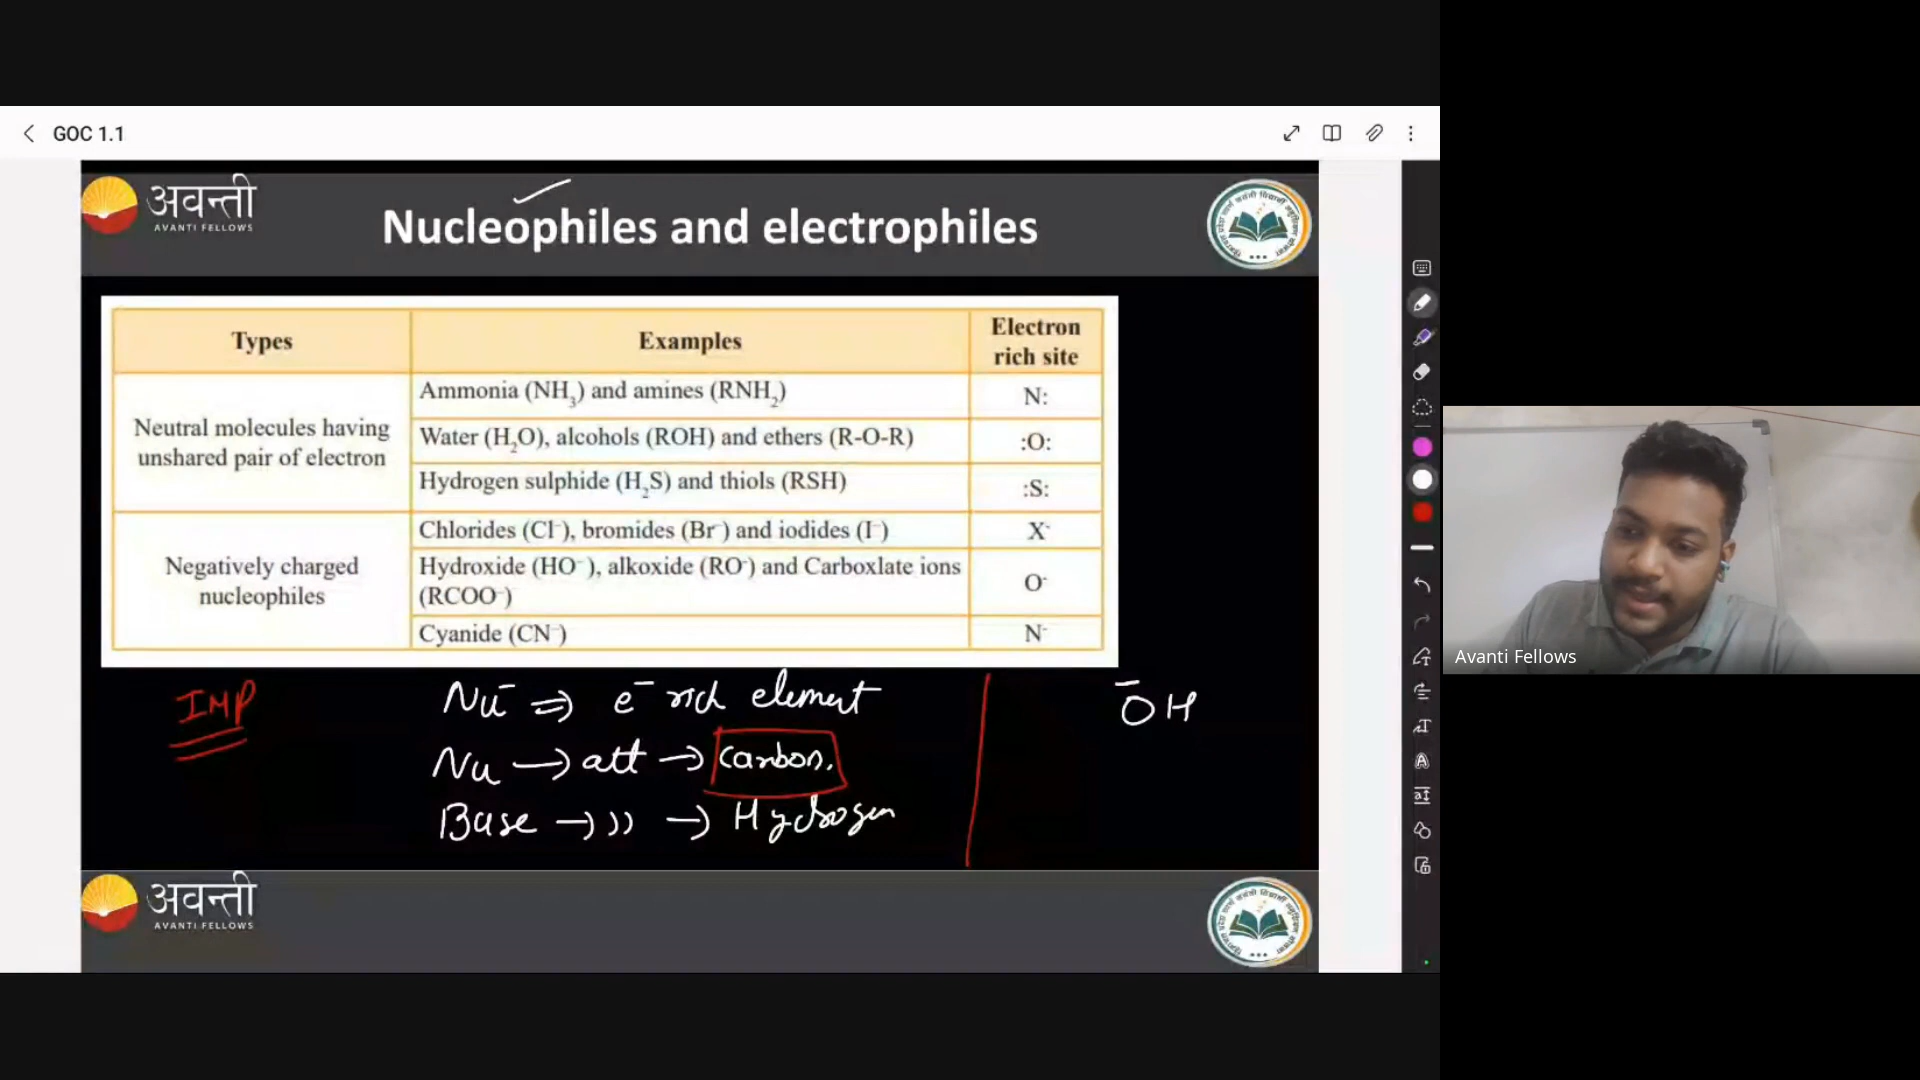 GOC 1.1
अवन्ती
AVANTI FELLOWS
Nucleophiles and electrophiles
Types Examples Electron rich site
Neutral molecules having unshared pair of electron
Ammonia (NH₃) and amines (RNH₂) N:
Water (H₂O), alcohols (ROH) and ethers (R-O-R) :O:
Hydrogen sulphide (H₂S) and thiols (RSH) :S:
Negatively charged nucleophiles
Chlorides (Cl⁻), bromides (Br⁻) and iodides (I⁻) X⁻
Hydroxide (HO⁻), alkoxide (RO⁻) and Carboxlate ions (RCOO⁻) O⁻
Cyanide (CN⁻) N⁻
IMP
Nu⁻ ⇒ e⁻ rich element
Nu → att → Carbon.
Base → )) → Hydrogen
⁻OH
Avanti Fellows
अवन्ती
AVANTI FELLOWS